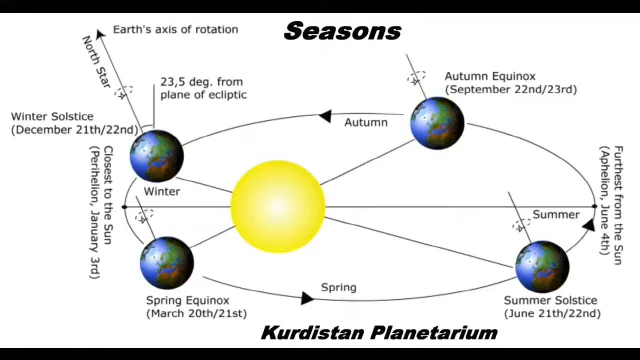 Seasons
Earth's axis of rotation
North Star
23,5 deg. from
plane of ecliptic
Autumn Equinox
(September 22nd/23rd)
Winter Solstice
(December 21th/22nd)
Autumn
Closest to the Sun
(Perihelion, January 3rd)
Winter
Furthest from the Sun
(Aphelion, June 4th)
Summer
Spring
Spring Equinox
(March 20th/21st)
Summer Solstice
(June 21th/22nd)
Kurdistan Planetarium